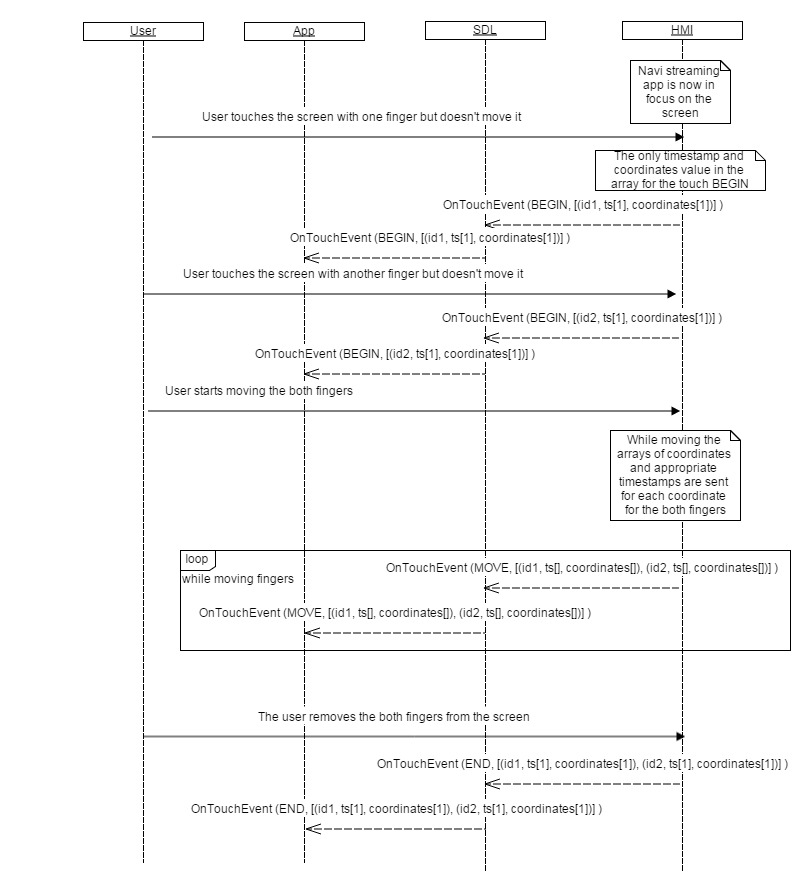 User
App
SDL
HMI
Navi streaming
app is now in
focus on the
screen
User touches the screen with one finger but doesn't move it
The only timestamp and
coordinates value in the
array for the touch BEGIN
OnTouchEvent (BEGIN, [(id1, ts[1], coordinates[1])] )
OnTouchEvent (BEGIN, [(id1, ts[1], coordinates[1])] )
User touches the screen with another finger but doesn't move it
OnTouchEvent (BEGIN, [(id2, ts[1], coordinates[1])] )
OnTouchEvent (BEGIN, [(id2, ts[1], coordinates[1])] )
User starts moving the both fingers
While moving the
arrays of coordinates
and appropriate
timestamps are sent
for each coordinate
for the both fingers
loop
while moving fingers
OnTouchEvent (MOVE, [(id1, ts[], coordinates[]), (id2, ts[], coordinates[])] )
OnTouchEvent (MOVE, [(id1, ts[], coordinates[]), (id2, ts[], coordinates[])] )
The user removes the both fingers from the screen
OnTouchEvent (END, [(id1, ts[1], coordinates[1]), (id2, ts[1], coordinates[1])] )
OnTouchEvent (END, [(id1, ts[1], coordinates[1]), (id2, ts[1], coordinates[1])] )